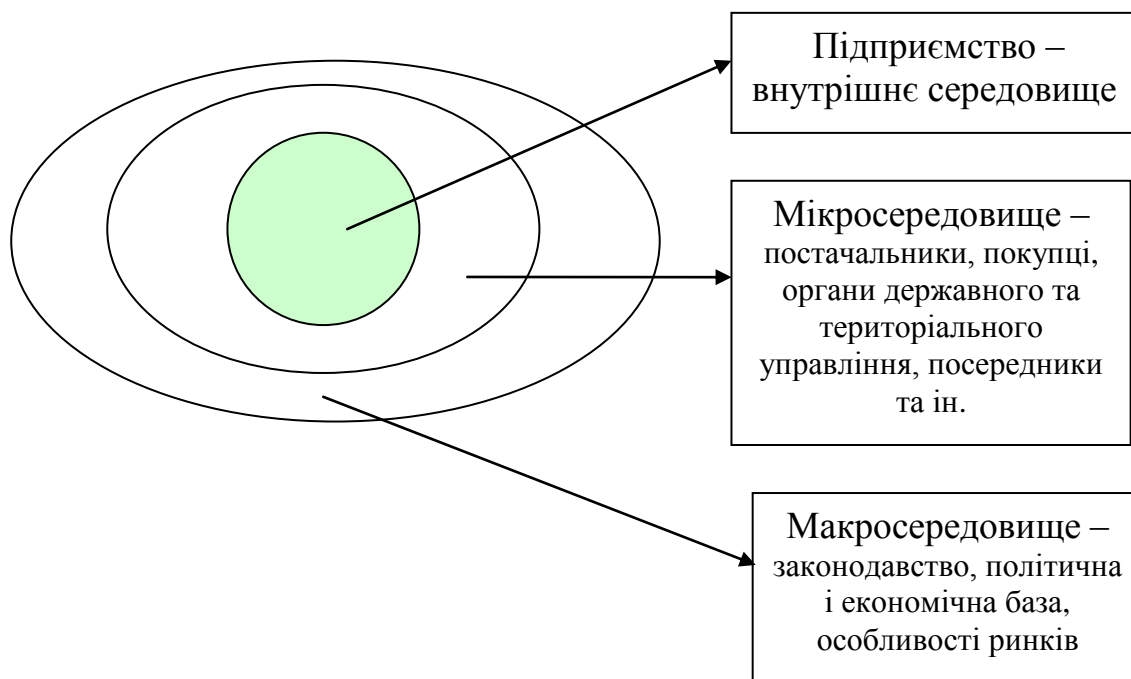 Підприємство –
внутрішнє середовище
Мікросередовище –
постачальники, покупці,
органи державного та
територіального
управління, посередники
та ін.
Макросередовище –
законодавство, політична
і економічна база,
особливості ринків